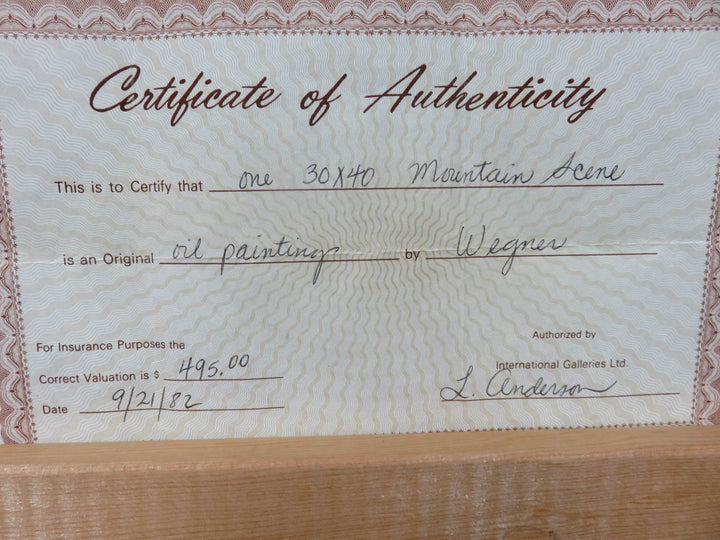 Certificate of Authenticity
This is to Certify that one 30X40 Mountain Scene
is an Original oil painting by Wegner
For Insurance Purposes the
Correct Valuation is $ 495.00
Date 9/21/82
Authorized by
International Galleries Ltd.
L. Anderson